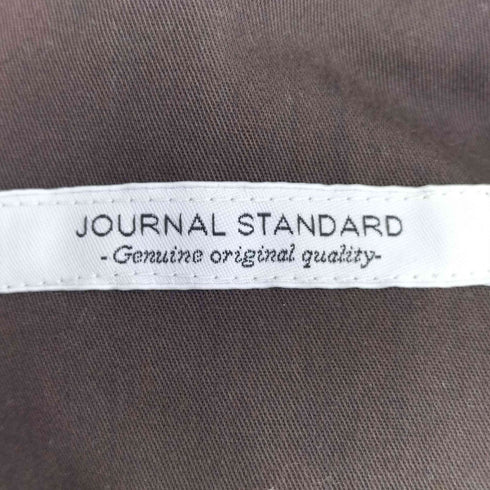 JOURNAL STANDARD
-Genuine original quality-